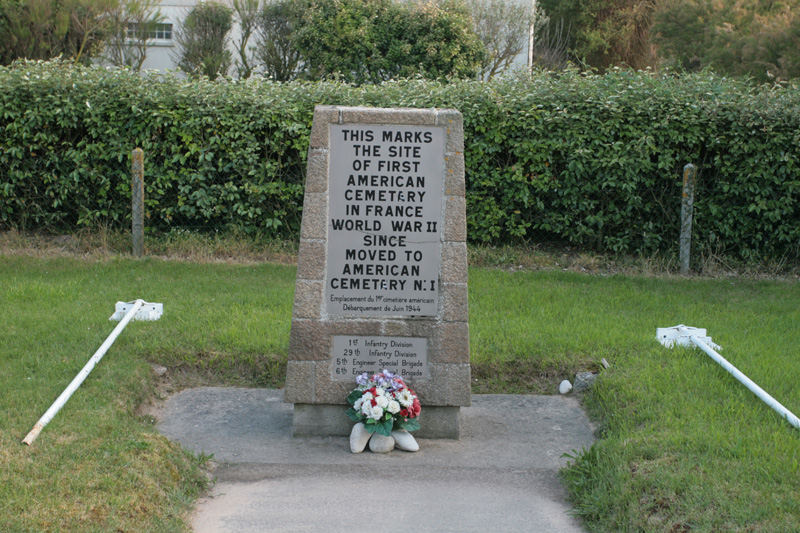 THIS MARKS
THE SITE
OF FIRST
AMERICAN
CEMETERY
IN FRANCE
WORLD WAR II
SINCE
MOVED TO
AMERICAN
CEMETERY N: I
Emplacement du 1er cimetière américain
Débarquement de Juin 1944
1st Infantry Division
29th Infantry Division
5th Engineer Special Brigade
6th Engineer Special Brigade